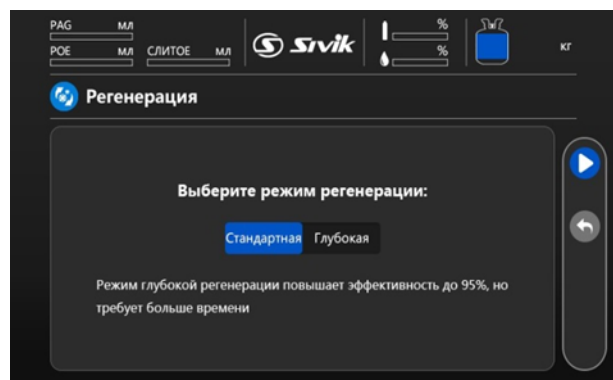 PAG мл
POE мл СЛИТОЕ мл
Sivik
%
%
кг
Регенерация
Выберите режим регенерации:
Стандартная Глубокая
Режим глубокой регенерации повышает эффективность до 95%, но
требует больше времени